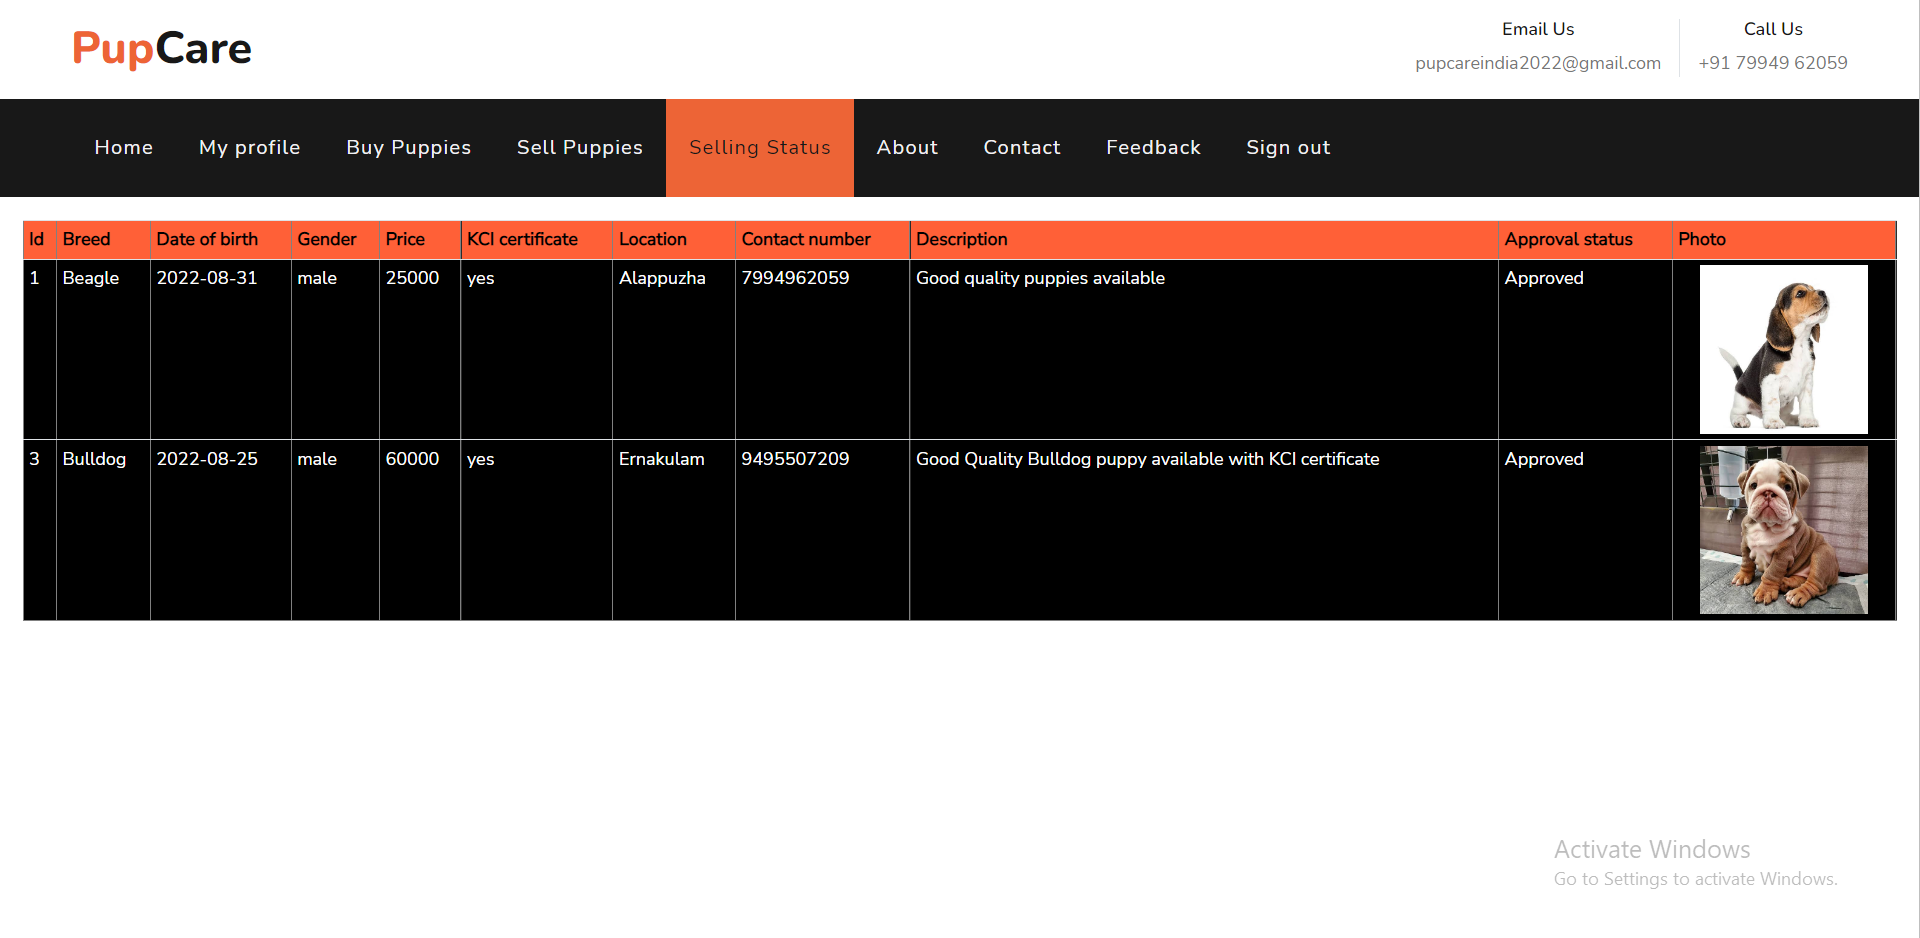 PupCare
Email Us
pupcareindia2022@gmail.com
Call Us
+91 79949 62059
Home My profile Buy Puppies Sell Puppies Selling Status About Contact Feedback Sign out
Id Breed Date of birth Gender Price KCI certificate Location Contact number Description Approval status Photo
1 Beagle 2022-08-31 male 25000 yes Alappuzha 7994962059 Good quality puppies available Approved
3 Bulldog 2022-08-25 male 60000 yes Ernakulam 9495507209 Good Quality Bulldog puppy available with KCI certificate Approved
Activate Windows
Go to Settings to activate Windows.